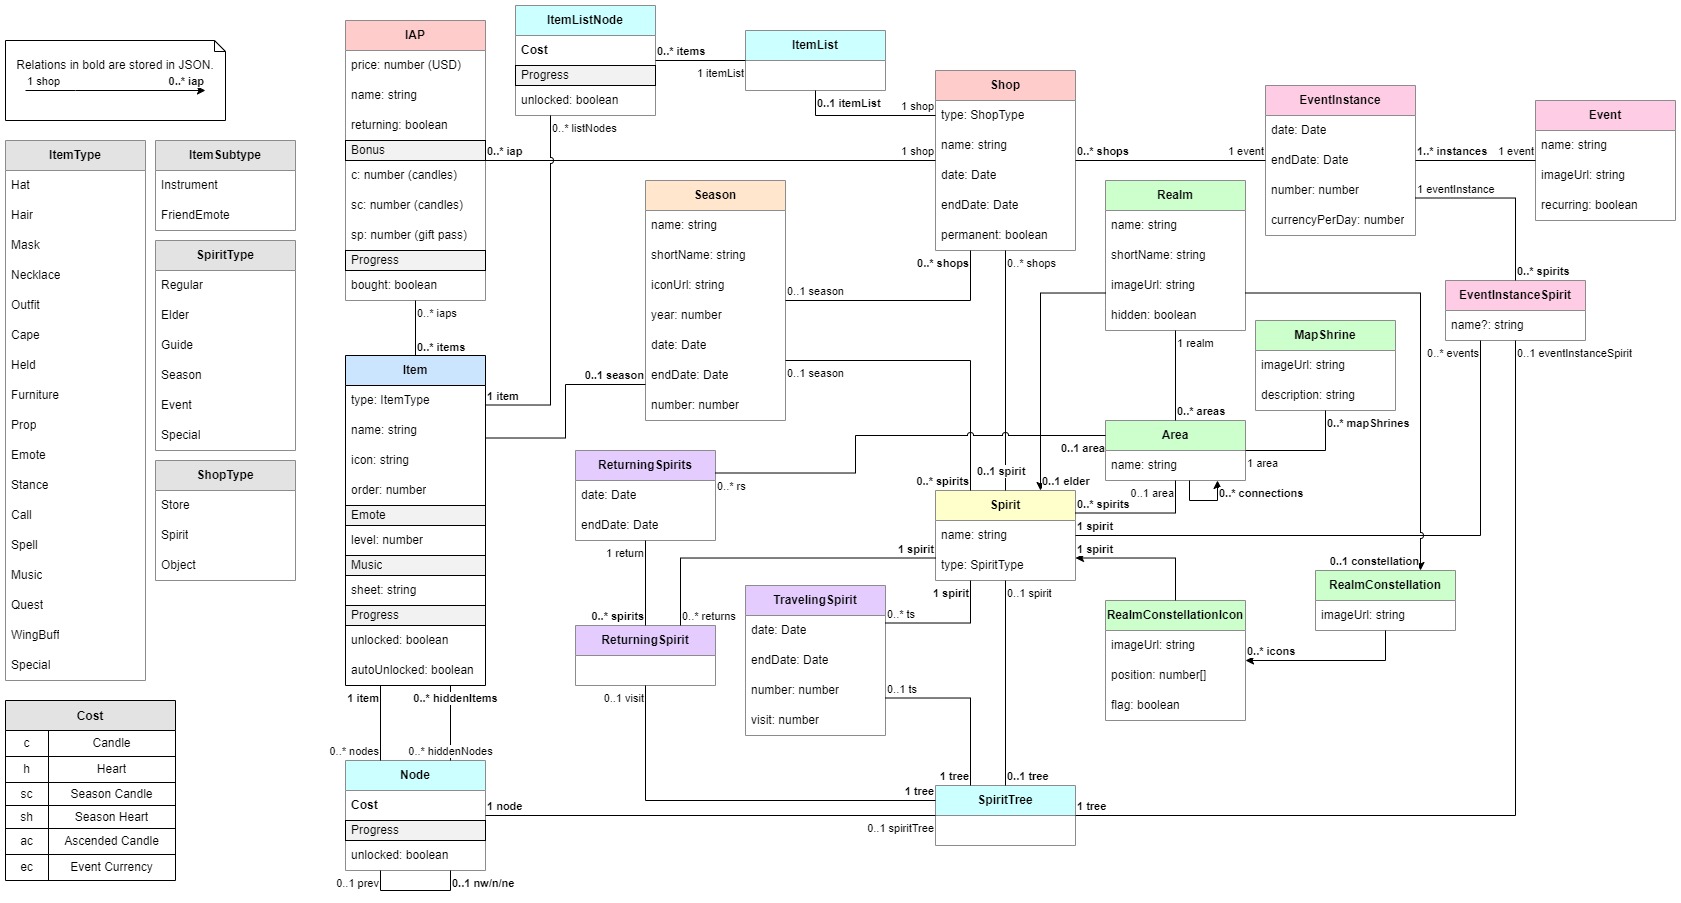 Relations in bold are stored in JSON.
1 shop
0..* iap
ItemType
Hat
Hair
Mask
Necklace
Outfit
Cape
Held
Furniture
Prop
Emote
Stance
Call
Spell
Music
Quest
WingBuff
Special
ItemSubtype
Instrument
FriendEmote
SpiritType
Regular
Elder
Guide
Season
Event
Special
ShopType
Store
Spirit
Object
Cost
c Candle
h Heart
sc Season Candle
sh Season Heart
ac Ascended Candle
ec Event Currency
IAP
price: number (USD)
name: string
returning: boolean
Bonus
c: number (candles)
sc: number (candles)
sp: number (gift pass)
Progress
bought: boolean
0..* iap
1 shop
0..* iaps
0..* items
Item
type: ItemType
name: string
icon: string
order: number
Emote
level: number
Music
sheet: string
Progress
unlocked: boolean
autoUnlocked: boolean
1 item
0..* hiddenItems
0..* nodes
0..* hiddenNodes
Node
Cost
Progress
unlocked: boolean
0..1 prev
0..1 nw/n/ne
1 node
0..1 spiritTree
ItemListNode
Cost
Progress
unlocked: boolean
0..* items
1 itemList
0..* listNodes
1 item
ItemList
0..1 itemList
1 shop
Season
name: string
shortName: string
iconUrl: string
year: number
date: Date
endDate: Date
number: number
0..1 season
0..1 season
0..1 season
Shop
type: ShopType
name: string
date: Date
endDate: Date
permanent: boolean
0..* shops
0..* shops
0..* shops
1 event
EventInstance
date: Date
endDate: Date
number: number
currencyPerDay: number
1..* instances
1 event
1 eventInstance
Event
name: string
imageUrl: string
recurring: boolean
0..* spirits
EventInstanceSpirit
name?: string
0..* events
0..1 eventInstanceSpirit
Realm
name: string
shortName: string
imageUrl: string
hidden: boolean
1 realm
0..* areas
MapShrine
imageUrl: string
description: string
0..* mapShrines
Area
name: string
0..1 area
1 area
0..1 area
0..* connections
ReturningSpirits
date: Date
endDate: Date
0..* rs
1 return
0..* spirits
0..* returns
ReturningSpirit
0..1 visit
1 tree
0..* spirits
0..1 spirit
0..1 elder
0..* spirits
Spirit
name: string
type: SpiritType
1 spirit
1 spirit
1 spirit
1 spirit
0..1 spirit
TravelingSpirit
date: Date
endDate: Date
number: number
visit: number
0..* ts
0..1 ts
1 tree
0..1 tree
SpiritTree
1 tree
RealmConstellationIcon
imageUrl: string
position: number[]
flag: boolean
0..* icons
0..1 constellation
RealmConstellation
imageUrl: string